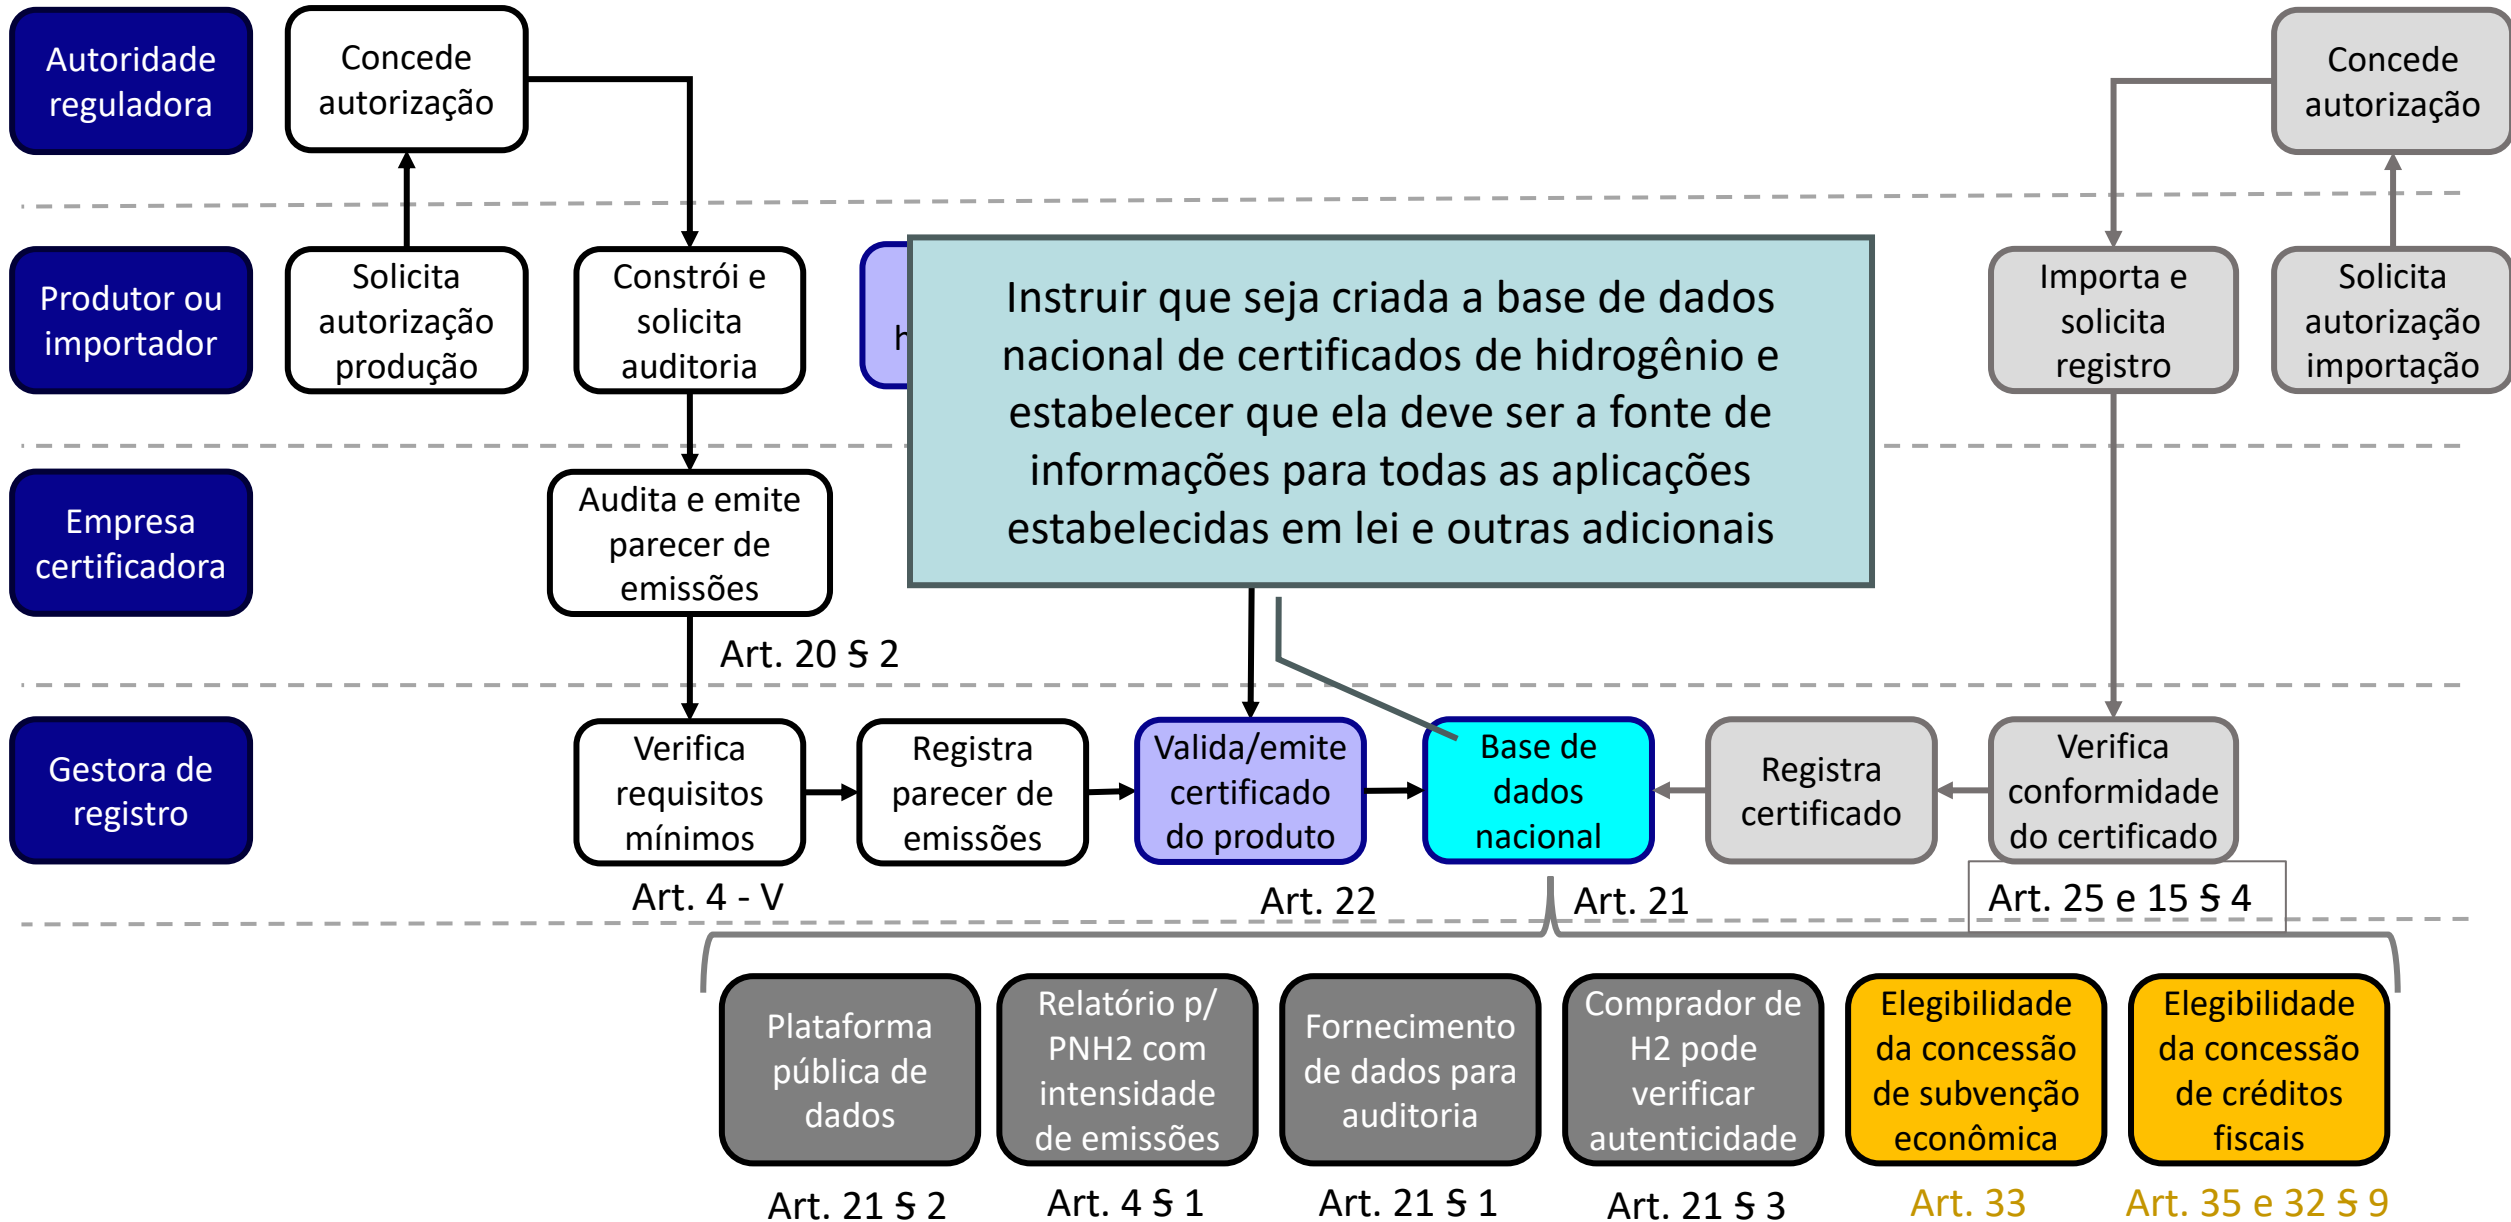 Autoridade
reguladora
Concede
autorização
Concede
autorização
Produtor ou
importador
Solicita
autorização
produção
Constrói e
solicita
auditoria
h
Instruir que seja criada a base de dados
nacional de certificados de hidrogênio e
estabelecer que ela deve ser a fonte de
informações para todas as aplicações
estabelecidas em lei e outras adicionais
Importa e
solicita
registro
Solicita
autorização
importação
Empresa
certificadora
Audita e emite
parecer de
emissões
Art. 20 § 2
Gestora de
registro
Verifica
requisitos
mínimos
Registra
parecer de
emissões
Valida/emite
certificado
do produto
Base de
dados
nacional
Registra
certificado
Verifica
conformidade
do certificado
Art. 4 - V
Art. 22
Art. 21
Art. 25 e 15 § 4
Plataforma
pública de
dados
Relatório p/
PNH2 com
intensidade
de emissões
Fornecimento
de dados para
auditoria
Comprador de
H2 pode
verificar
autenticidade
Elegibilidade
da concessão
de subvenção
econômica
Elegibilidade
da concessão
de créditos
fiscais
Art. 21 § 2
Art. 4 § 1
Art. 21 § 1
Art. 21 § 3
Art. 33
Art. 35 e 32 § 9